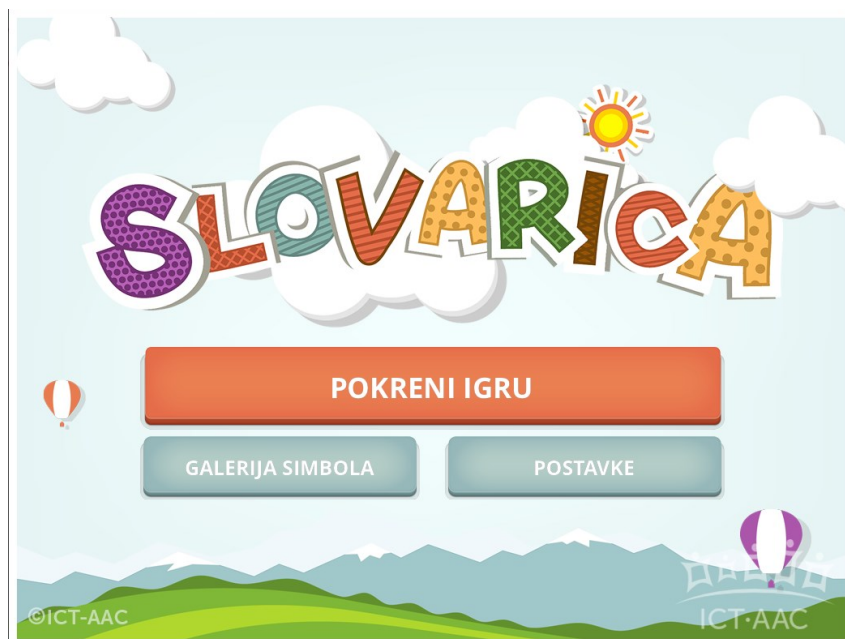 SLOVARICA
POKRENI IGRU
GALERIJA SIMBOLA
POSTAVKE
©ICT-AAC
ICT·AAC